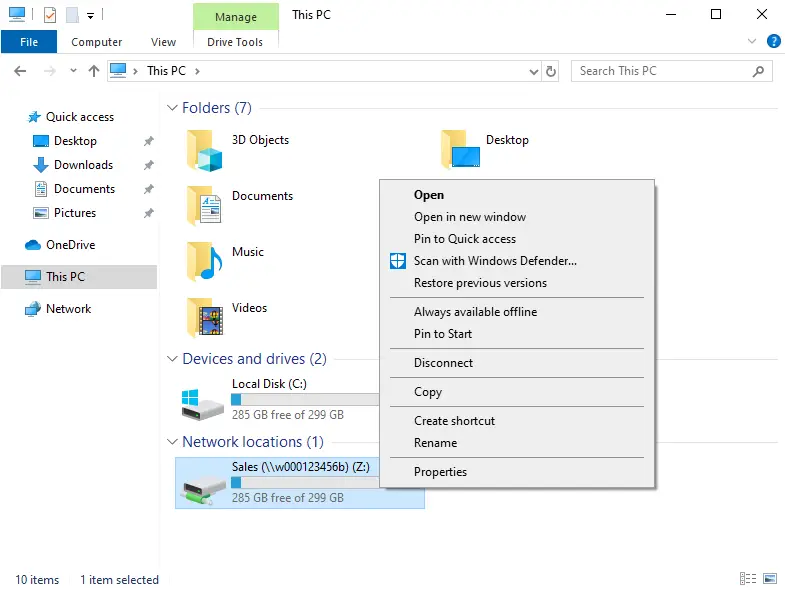 Manage
This PC
File
Computer
View
Drive Tools
This PC
Search This PC
Quick access
Desktop
Downloads
Documents
Pictures
OneDrive
This PC
Network
Folders (7)
3D Objects
Desktop
Documents
Music
Videos
Devices and drives (2)
Local Disk (C:)
285 GB free of 299 GB
Network locations (1)
Sales (\\w000123456b) (Z:)
285 GB free of 299 GB
Open
Open in new window
Pin to Quick access
Scan with Windows Defender...
Restore previous versions
Always available offline
Pin to Start
Disconnect
Copy
Create shortcut
Rename
Properties
10 items
1 item selected